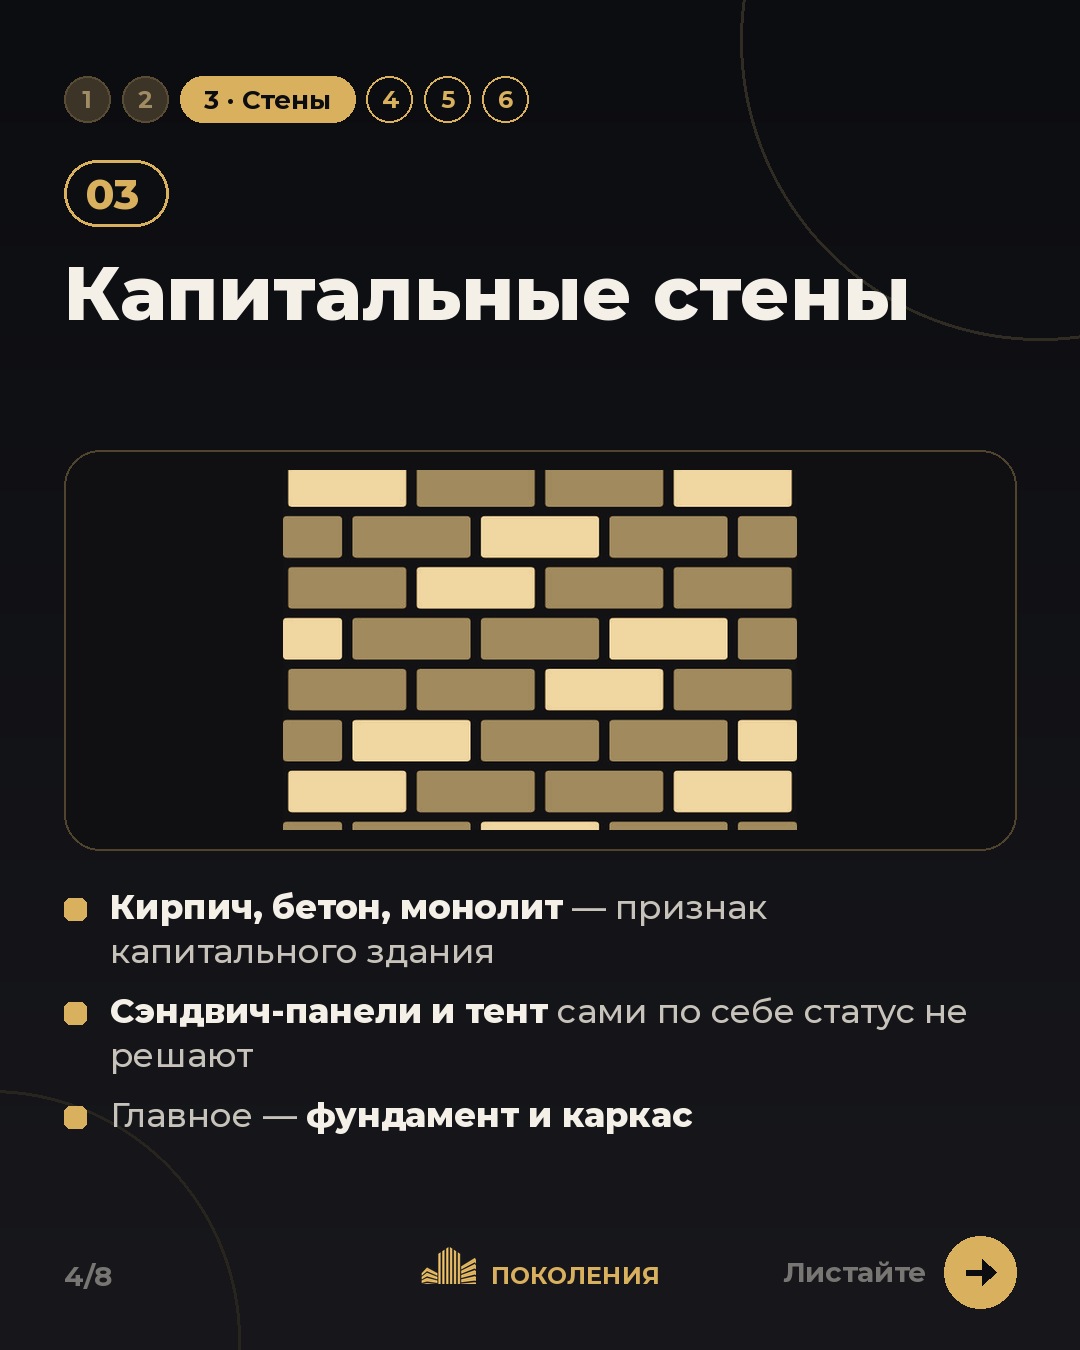 1 2 3 · Стены 4 5 6
03
Капитальные стены
Кирпич, бетон, монолит — признак
капитального здания
Сэндвич-панели и тент сами по себе статус не
решают
Главное — фундамент и каркас
4/8
ПОКОЛЕНИЯ
Листайте